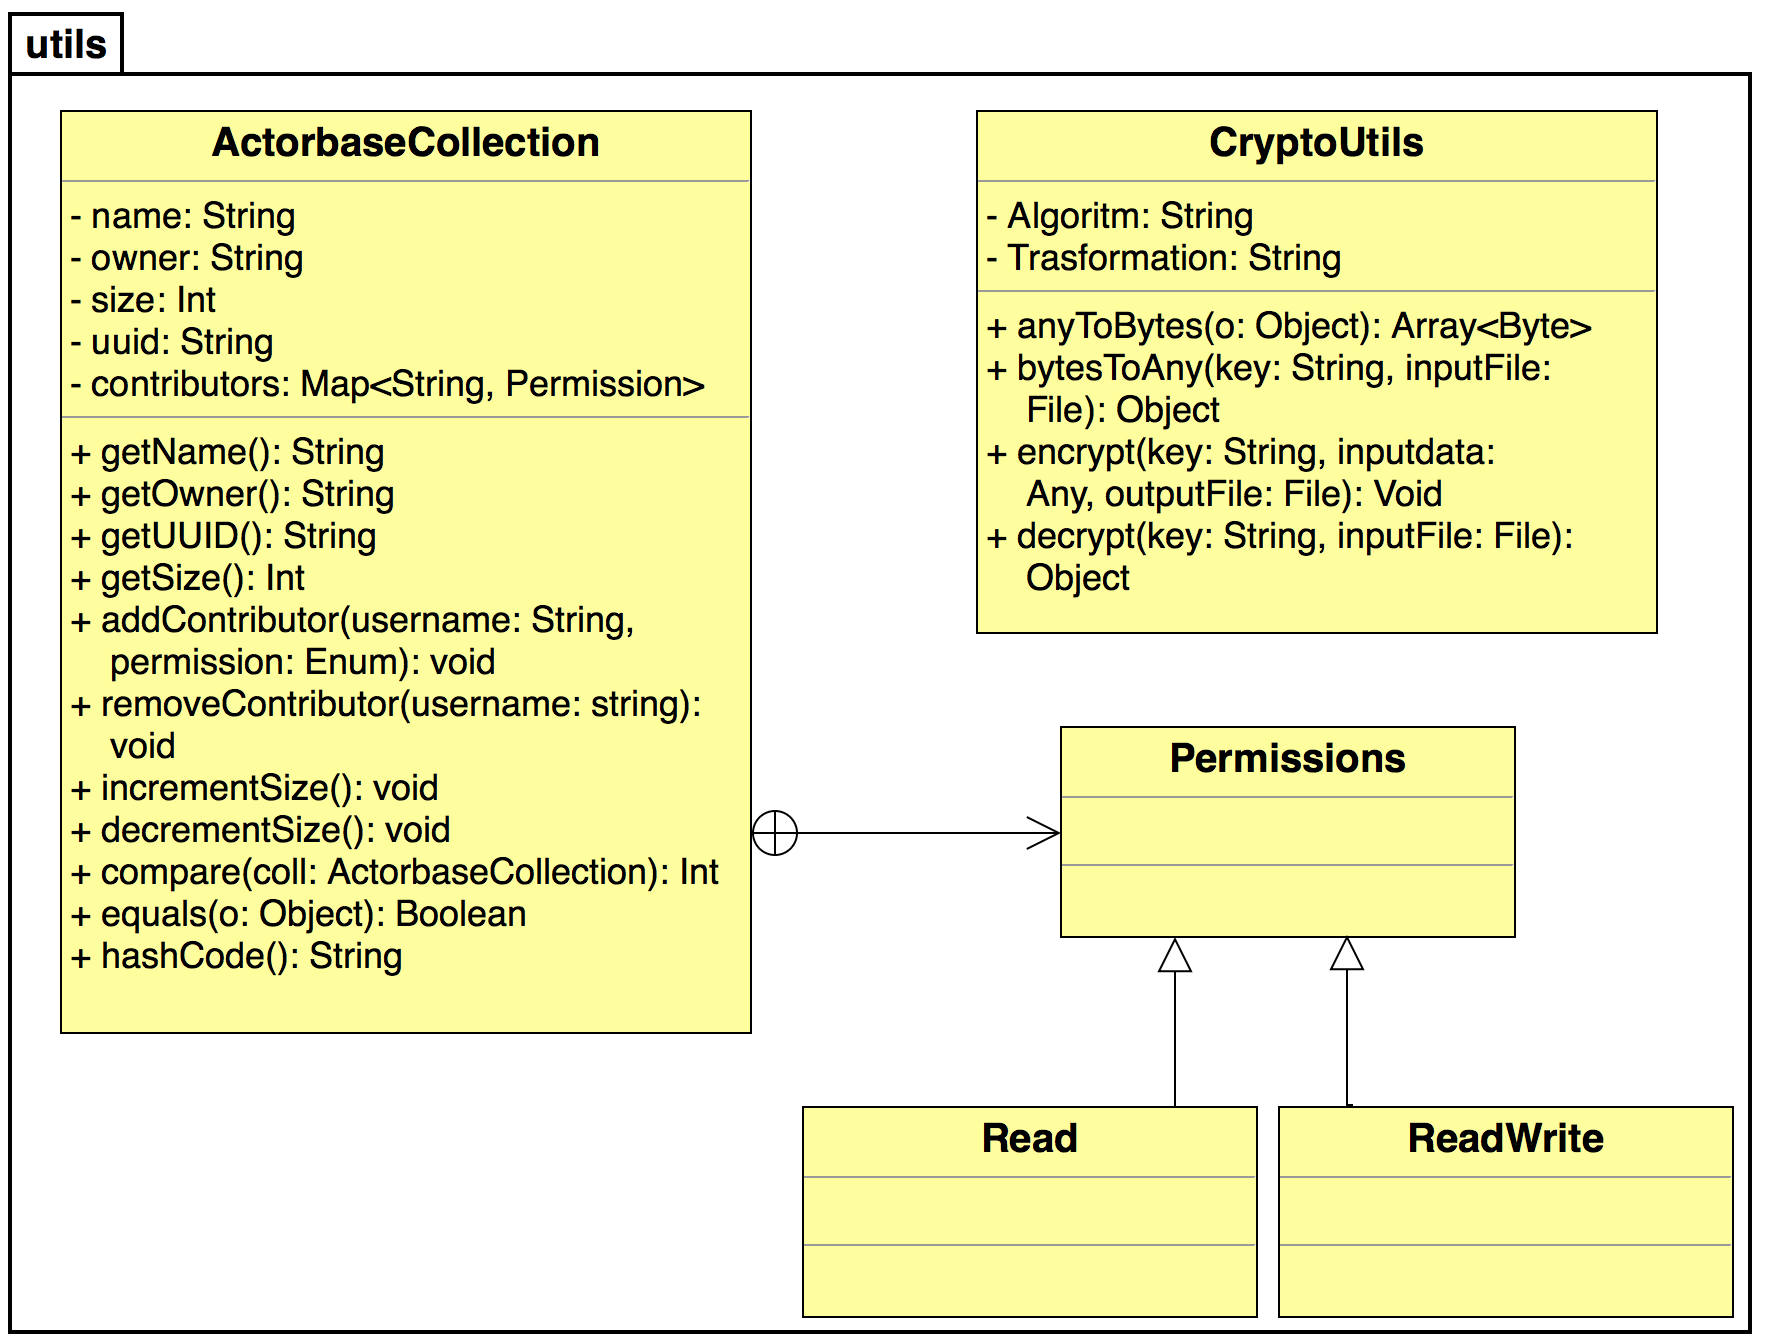 utils
ActorbaseCollection
- name: String
- owner: String
- size: Int
- uuid: String
- contributors: Map<String, Permission>
+ getName(): String
+ getOwner(): String
+ getUUID(): String
+ getSize(): Int
+ addContributor(username: String,
permission: Enum): void
+ removeContributor(username: string):
void
+ incrementSize(): void
+ decrementSize(): void
+ compare(coll: ActorbaseCollection): Int
+ equals(o: Object): Boolean
+ hashCode(): String
CryptoUtils
- Algoritm: String
- Trasformation: String
+ anyToBytes(o: Object): Array<Byte>
+ bytesToAny(key: String, inputFile:
File): Object
+ encrypt(key: String, inputdata:
Any, outputFile: File): Void
+ decrypt(key: String, inputFile: File):
Object
Permissions
Read
ReadWrite